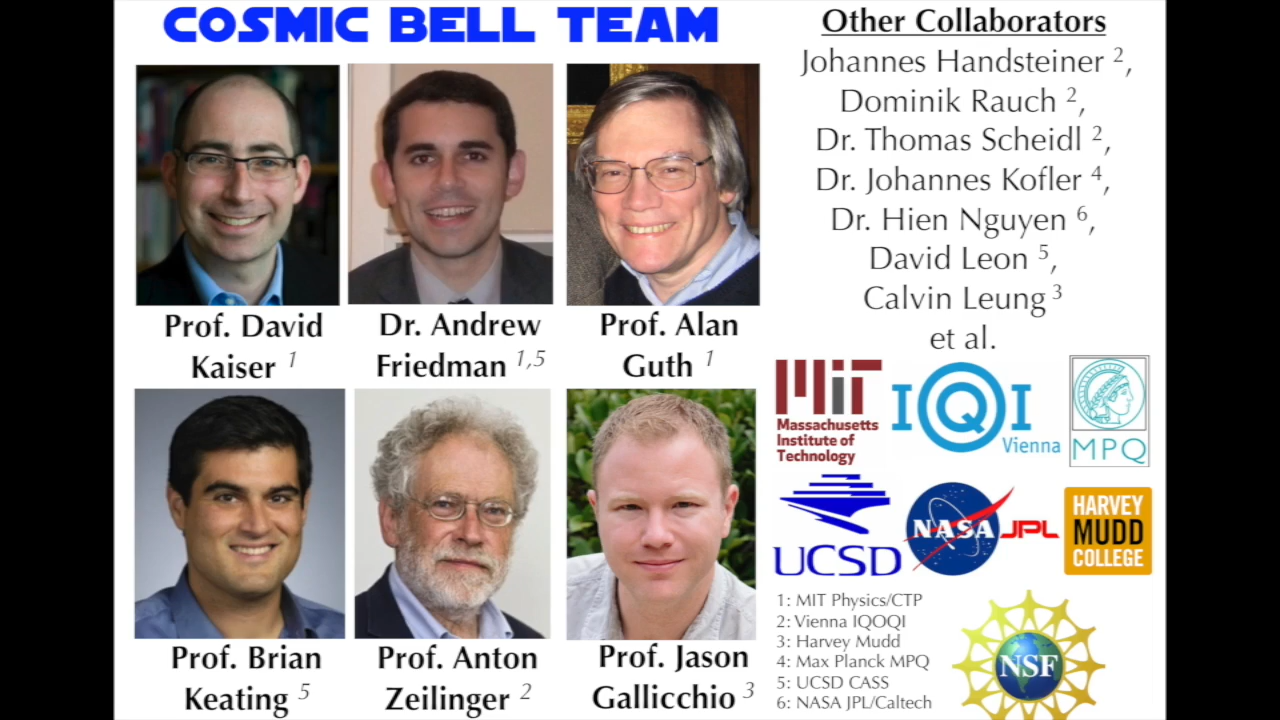 COSMIC BELL TEAM
Prof. David
Kaiser 1
Dr. Andrew
Friedman 1,5
Prof. Alan
Guth 1
Prof. Brian
Keating 5
Prof. Anton
Zeilinger 2
Prof. Jason
Gallicchio 3
Other Collaborators
Johannes Handsteiner 2,
Dominik Rauch 2,
Dr. Thomas Scheidl 2,
Dr. Johannes Kofler 4,
Dr. Hien Nguyen 6,
David Leon 5,
Calvin Leung 3
et al.
MIT
Massachusetts
Institute of
Technology
IQI
Vienna
MPQ
UCSD
NASA
JPL
HARVEY
MUDD
COLLEGE
1: MIT Physics/CTP
2: Vienna IQOQI
3: Harvey Mudd
4: Max Planck MPQ
5: UCSD CASS
6: NASA JPL/Caltech
NSF